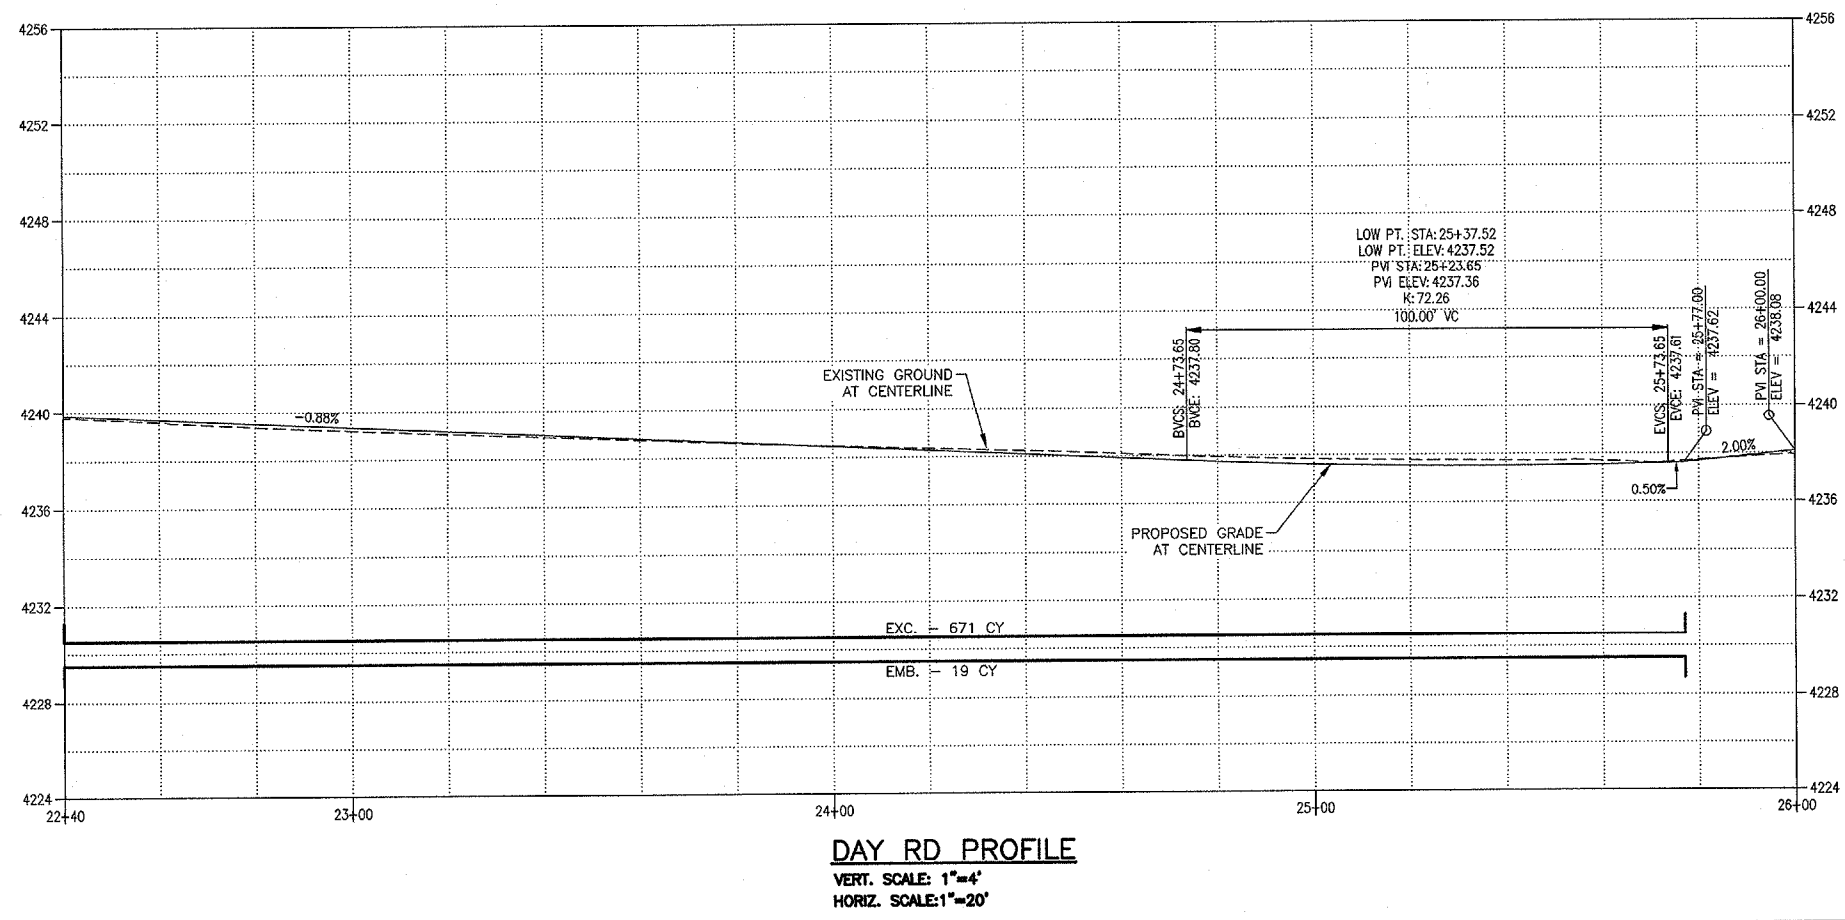 4256
4256
4252
4252
4248
4248
LOW PT. STA: 25+37.52
LOW PT. ELEV: 4237.52
PVI STA: 25+23.65
PVI ELEV: 4237.36
K: 72.26
100.00' VC
4244
4244
BVCS: 24+73.65
BVCE: 4237.80
EVCS: 25+73.65
EVCE: 4237.61
PVI STA = 25+77.00
ELEV = 4237.62
PVI STA = 26+00.00
ELEV = 4238.08
EXISTING GROUND
AT CENTERLINE
4240
4240
-0.88%
2.00%
0.50%
4236
4236
PROPOSED GRADE
AT CENTERLINE
4232
4232
EXC. - 671 CY
EMB. - 19 CY
4228
4228
4224
4224
22+40
23+00
24+00
25+00
26+00
DAY RD PROFILE
VERT. SCALE: 1"=4'
HORIZ. SCALE:1"=20'